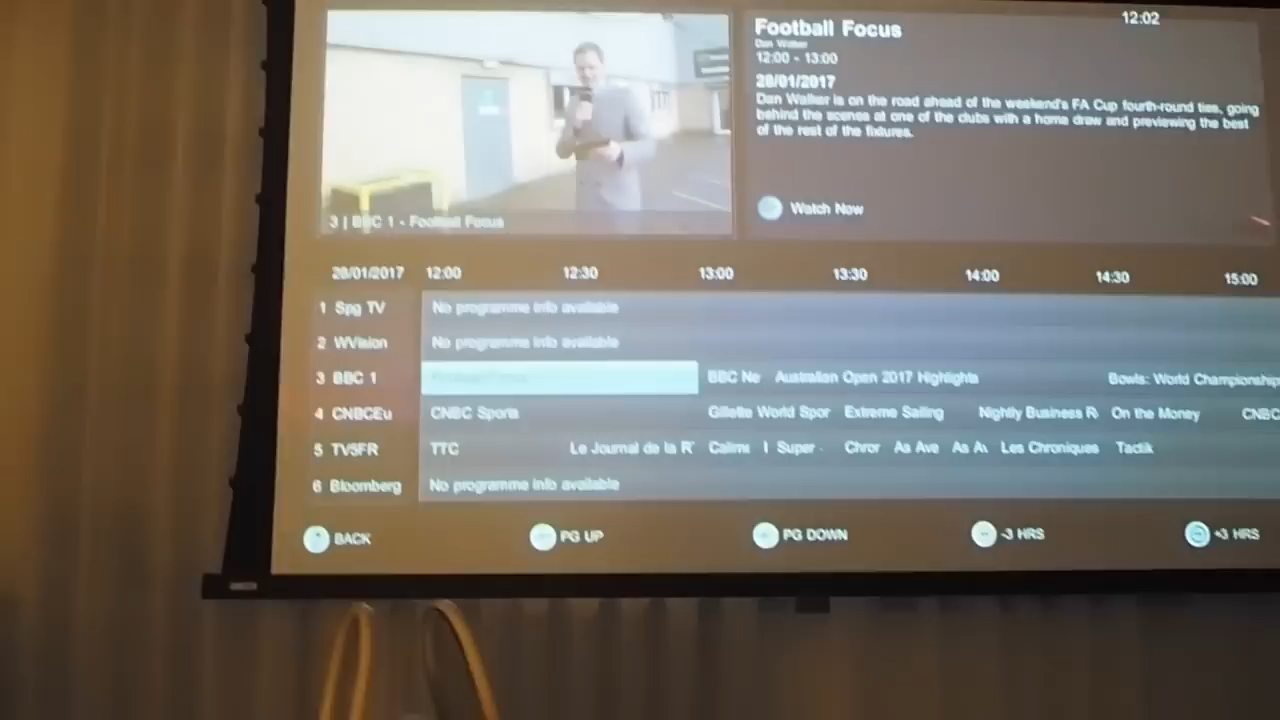 12:02
Football Focus
Dan Walker
12:00 - 13:00
28/01/2017
Dan Walker is on the road ahead of the weekend's FA Cup fourth-round ties, going
behind the scenes at one of the clubs with a home draw and previewing the best
of the rest of the fixtures.
Watch Now
3 | BBC 1 - Football Focus
28/01/2017 12:00 12:30 13:00 13:30 14:00 14:30 15:00
1 Spg TV No programme info available
2 WVision No programme info available
3 BBC 1 Football Focus BBC Ne Australian Open 2017 Highlights Bowls: World Championship
4 CNBCEu CNBC Sports Gillette World Spor Extreme Sailing Nightly Business R On the Money CNBC
5 TV5FR TTC Le Journal de la R Calime I Super Chror As Ave As A Les Chroniques Tactik
6 Bloomberg No programme info available
BACK PG UP PG DOWN -3 HRS +3 HRS